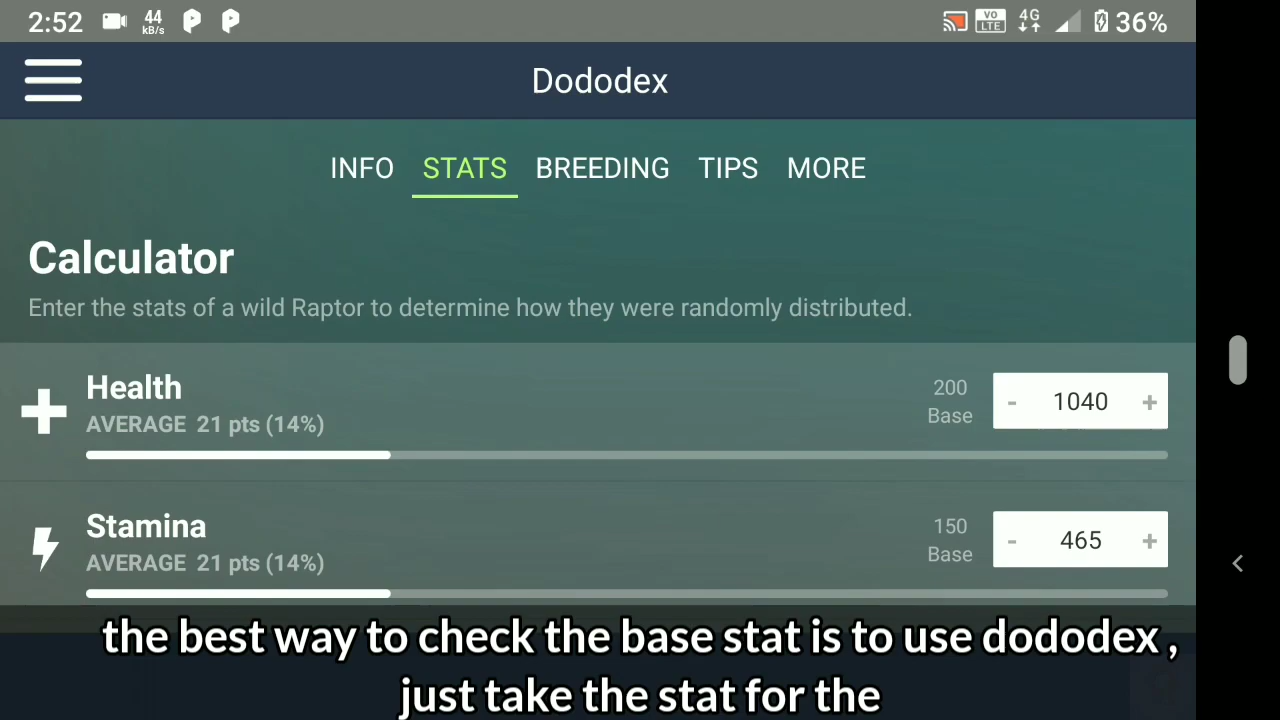 2:52 44 kB/s VO LTE 4G 36%
Dododex
INFO STATS BREEDING TIPS MORE
Calculator
Enter the stats of a wild Raptor to determine how they were randomly distributed.
Health
AVERAGE 21 pts (14%)
200
Base
- 1040 +
Stamina
AVERAGE 21 pts (14%)
150
Base
- 465 +
the best way to check the base stat is to use dododex ,
just take the stat for the